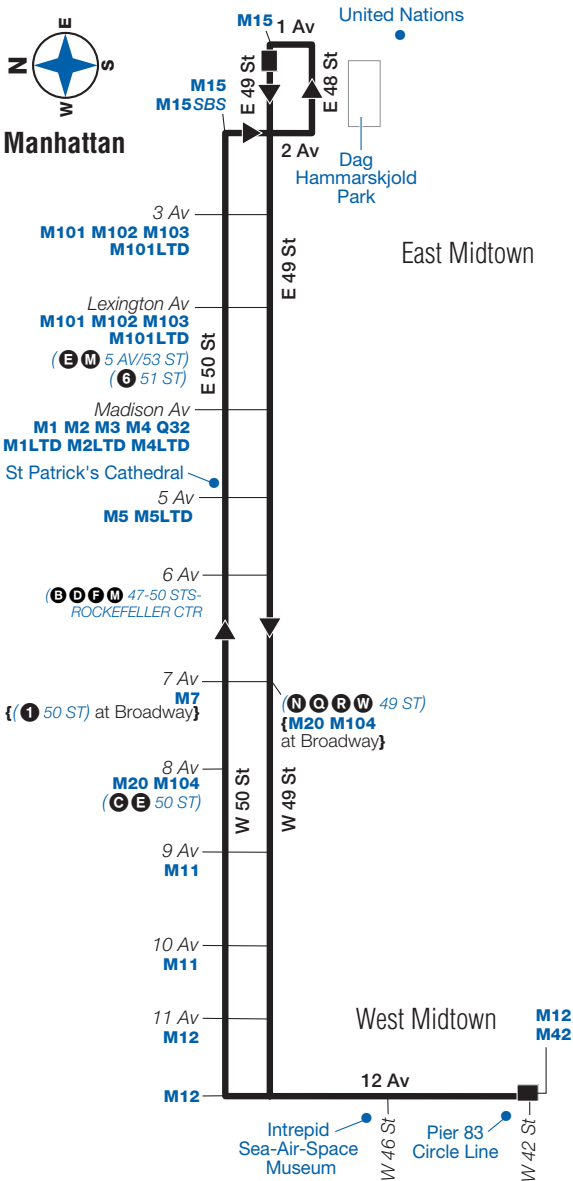 E
N
S
W
Manhattan
M15
1 Av
United Nations
E 49 St
E 48 St
M15
M15SBS
2 Av
Dag
Hammarskjold
Park
3 Av
M101 M102 M103
M101LTD
E 49 St
East Midtown
Lexington Av
M101 M102 M103
M101LTD
(E M 5 AV/53 ST)
(6 51 ST)
E 50 St
Madison Av
M1 M2 M3 M4 Q32
M1LTD M2LTD M4LTD
St Patrick's Cathedral
5 Av
M5 M5LTD
6 Av
(B D F M 47-50 STS-
ROCKEFELLER CTR
7 Av
M7
{(1 50 ST) at Broadway}
(N Q R W 49 ST)
{M20 M104
at Broadway}
8 Av
M20 M104
(C E 50 ST)
W 50 St
W 49 St
9 Av
M11
10 Av
M11
11 Av
M12
West Midtown
M12
M42
M12
12 Av
Intrepid
Sea-Air-Space
Museum
W 46 St
Pier 83
Circle Line
W 42 St